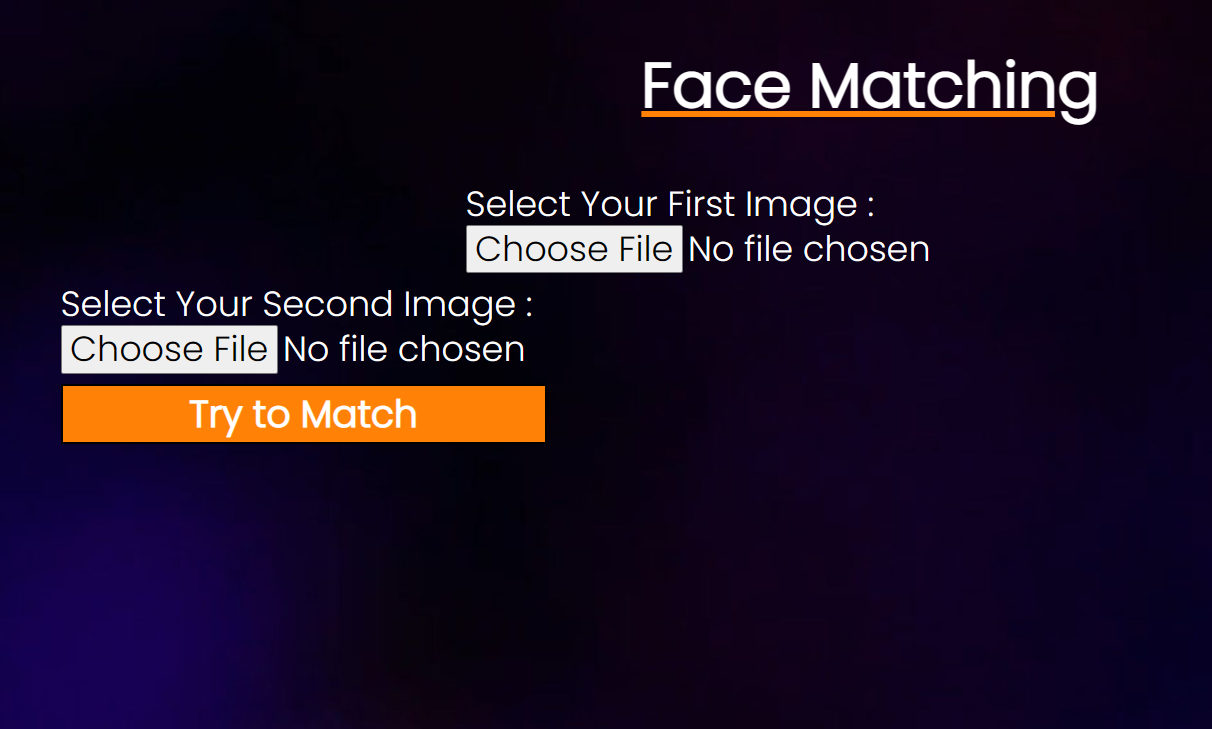 Face Matching
Select Your First Image :
Choose File No file chosen
Select Your Second Image :
Choose File No file chosen
Try to Match